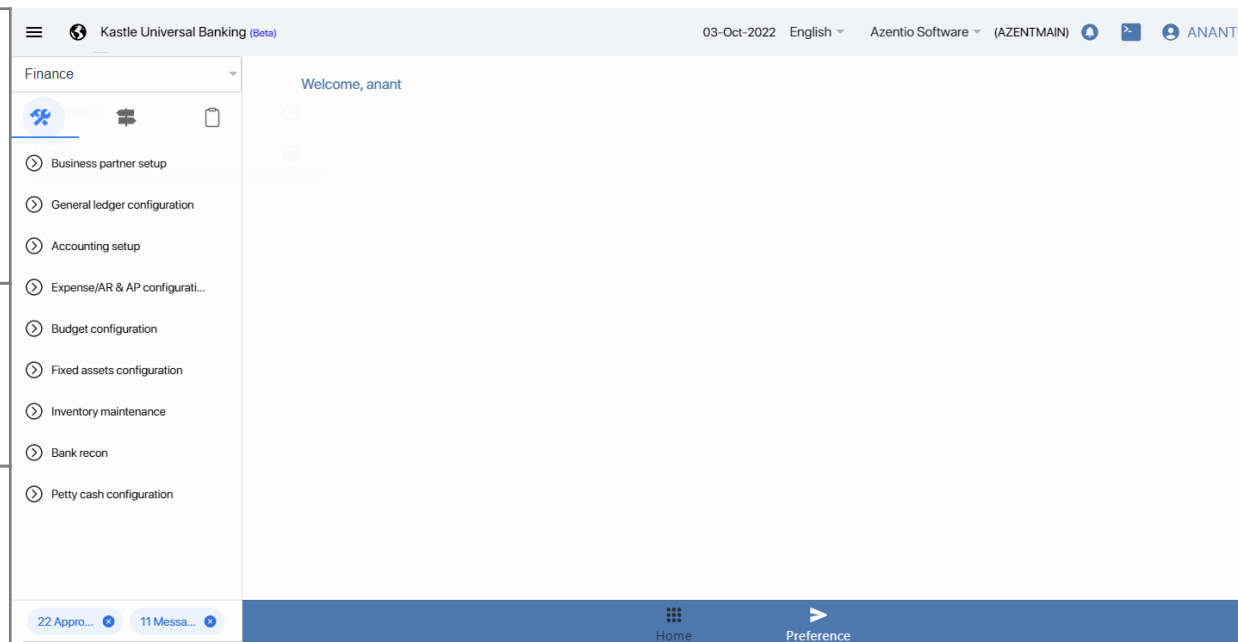 Kastle Universal Banking (Beta) 03-Oct-2022 English Azentio Software (AZENTMAIN) ANANT
Finance
Welcome, anant
Business partner setup
General ledger configuration
Accounting setup
Expense/AR & AP configurati...
Budget configuration
Fixed assets configuration
Inventory maintenance
Bank recon
Petty cash configuration
22 Appro... 11 Messa...
Home Preference